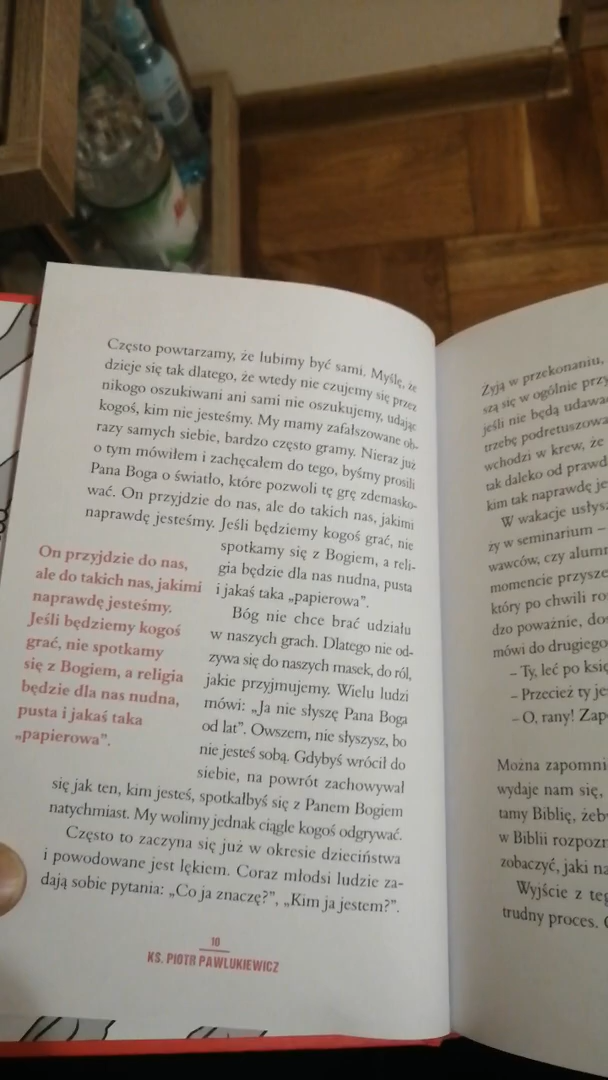 Często powtarzamy, że lubimy być sami. Myślę, że
dzieje się tak dlatego, że wtedy nie czujemy się przez
nikogo oszukiwani ani sami nie oszukujemy, udając
kogoś, kim nie jesteśmy. My mamy zafałszowane ob-
razy samych siebie, bardzo często gramy. Nieraz już
o tym mówiłem i zachęcałem do tego, byśmy prosili
Pana Boga o światło, które pozwoli tę grę zdemasko-
wać. On przyjdzie do nas, ale do takich nas, jakimi
naprawdę jesteśmy. Jeśli będziemy kogoś grać, nie
spotkamy się z Bogiem, a reli-
gia będzie dla nas nudna, pusta
i jakaś taka „papierowa”.
Bóg nie chce brać udziału
w naszych grach. Dlatego nie od-
zywa się do naszych masek, do ról,
jakie przyjmujemy. Wielu ludzi
mówi: „Ja nie słyszę Pana Boga
od lat”. Owszem, nie słyszysz, bo
nie jesteś sobą. Gdybyś wrócił do
siebie, na powrót zachowywał
się jak ten, kim jesteś, spotkałbyś się z Panem Bogiem
natychmiast. My wolimy jednak ciągle kogoś odgrywać.
Często to zaczyna się już w okresie dzieciństwa
i powodowane jest lękiem. Coraz młodsi ludzie za-
dają sobie pytania: „Co ja znaczę?”, „Kim ja jestem?”.
On przyjdzie do nas,
ale do takich nas, jakimi
naprawdę jesteśmy.
Jeśli będziemy kogoś
grać, nie spotkamy
się z Bogiem, a religia
będzie dla nas nudna,
pusta i jakaś taka
„papierowa”.
10
KS. PIOTR PAWLUKIEWICZ
Żyją w przekonaniu,
szą się w ogólnie przy
jeśli nie będą udawa
trzebę podretuszowa
wchodzi w krew, że
tak daleko od prawd
kim tak naprawdę je
W wakacje usłysz
ży w seminarium –
wawców, czy alumn
momencie przysze
który po chwili ro
dzo poważnie, dos
mówi do drugiego
– Ty, leć po księ
– Przecież ty je
– O, rany! Zap
Można zapomni
wydaje nam się,
tamy Biblię, żeby
w Biblii rozpozn
zobaczyć, jaki na
Wyjście z teg
trudny proces.